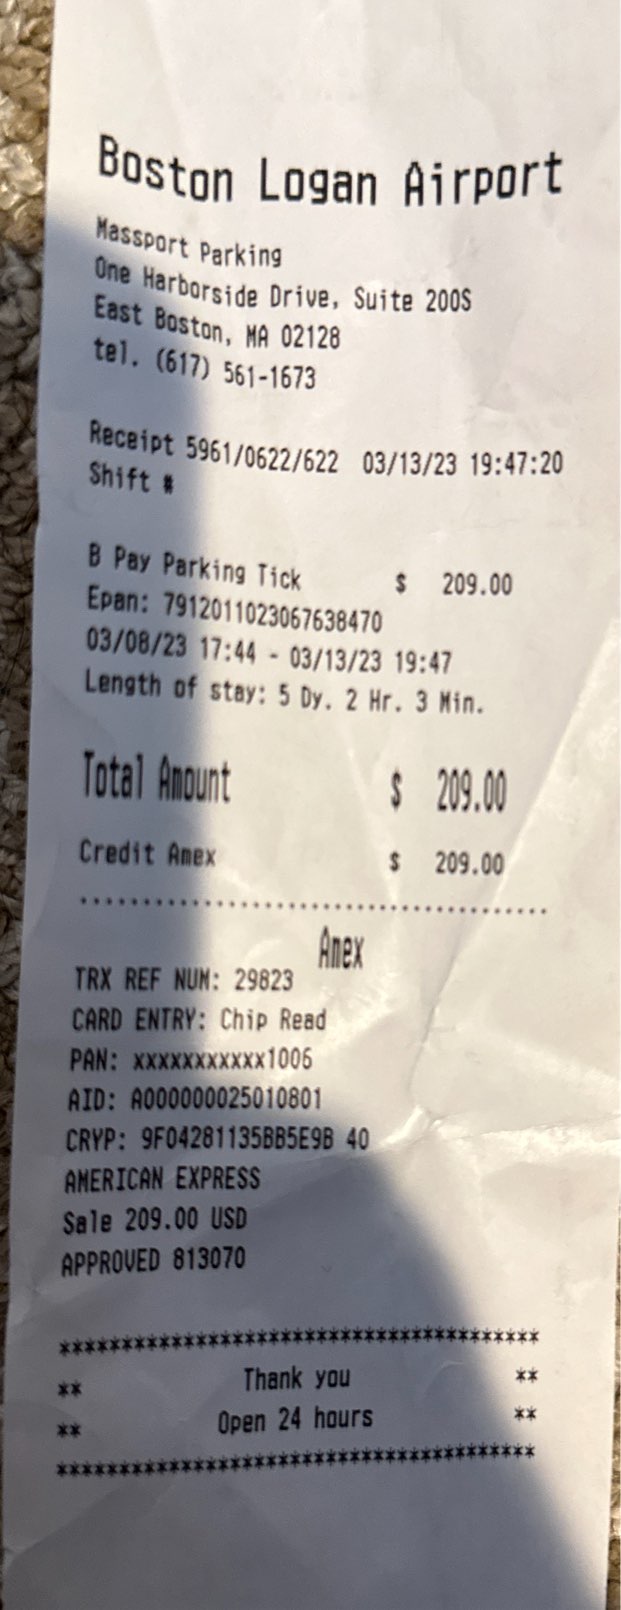 Boston Logan Airport
Massport Parking
One Harborside Drive, Suite 200S
East Boston, MA 02128
tel. (617) 561-1673
Receipt 5961/0622/622 03/13/23 19:47:20
Shift #
B Pay Parking Tick $ 209.00
Epan: 7912011023067638470
03/08/23 17:44 - 03/13/23 19:47
Length of stay: 5 Dy. 2 Hr. 3 Min.
Total Amount $ 209.00
Credit Amex $ 209.00
........................................
Amex
TRX REF NUM: 29823
CARD ENTRY: Chip Read
PAN: xxxxxxxxxxx1006
AID: A000000025010801
CRYP: 9F04281135BB5E9B 40
AMERICAN EXPRESS
Sale 209.00 USD
APPROVED 813070
****************************************
** Thank you **
** Open 24 hours **
****************************************